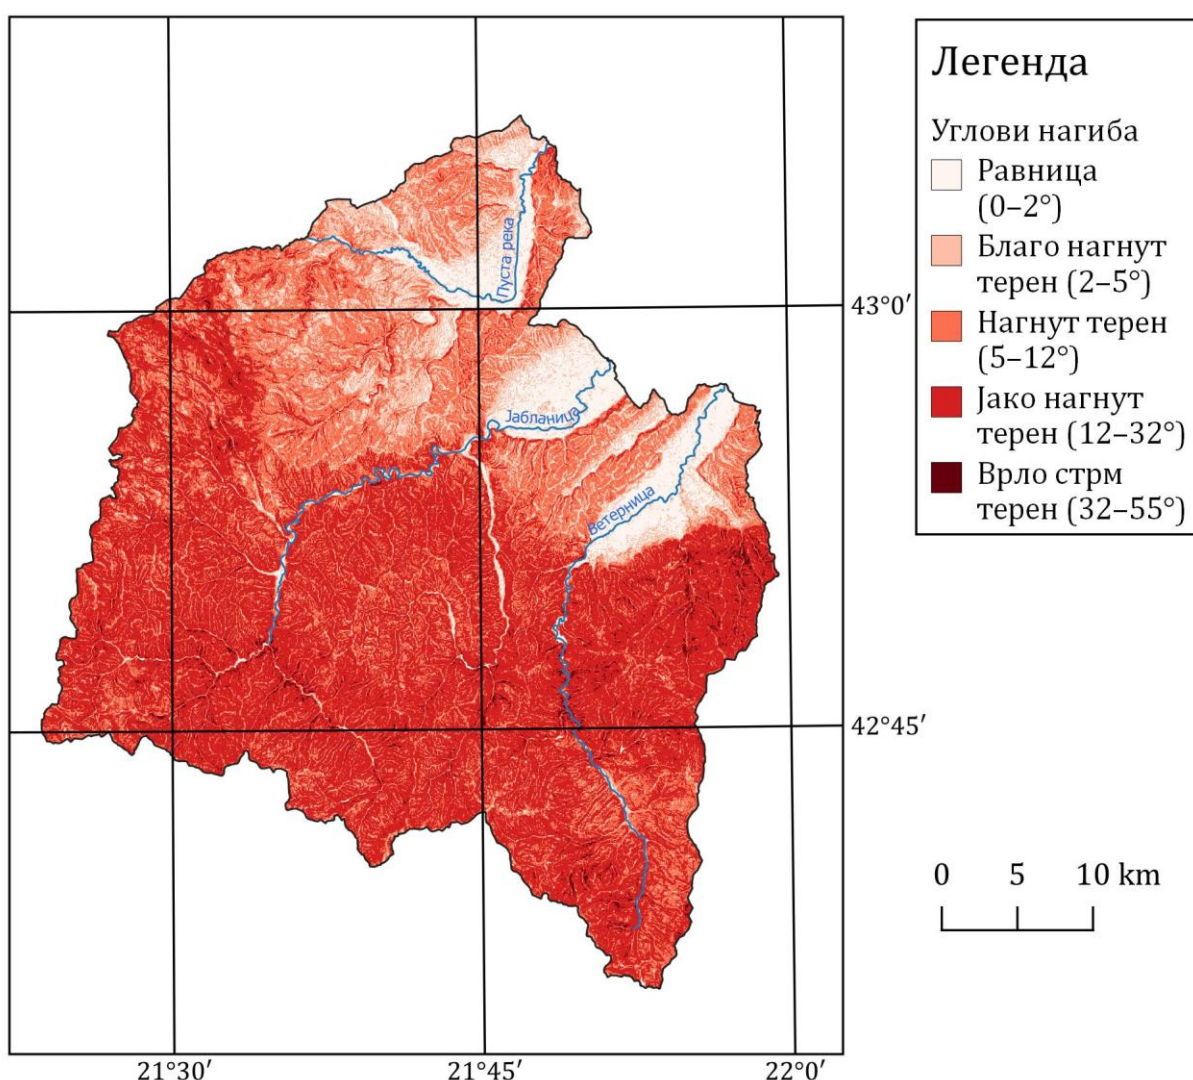 Легенда
Углови нагиба
Равница
(0–2°)
Благо нагнут
терен (2–5°)
Нагнут терен
(5–12°)
Јако нагнут
терен (12–32°)
Врло стрм
терен (32–55°)
Пуста река
43°0′
Јабланица
Ветерница
42°45′
0 5 10 km
21°30′ 21°45′ 22°0′